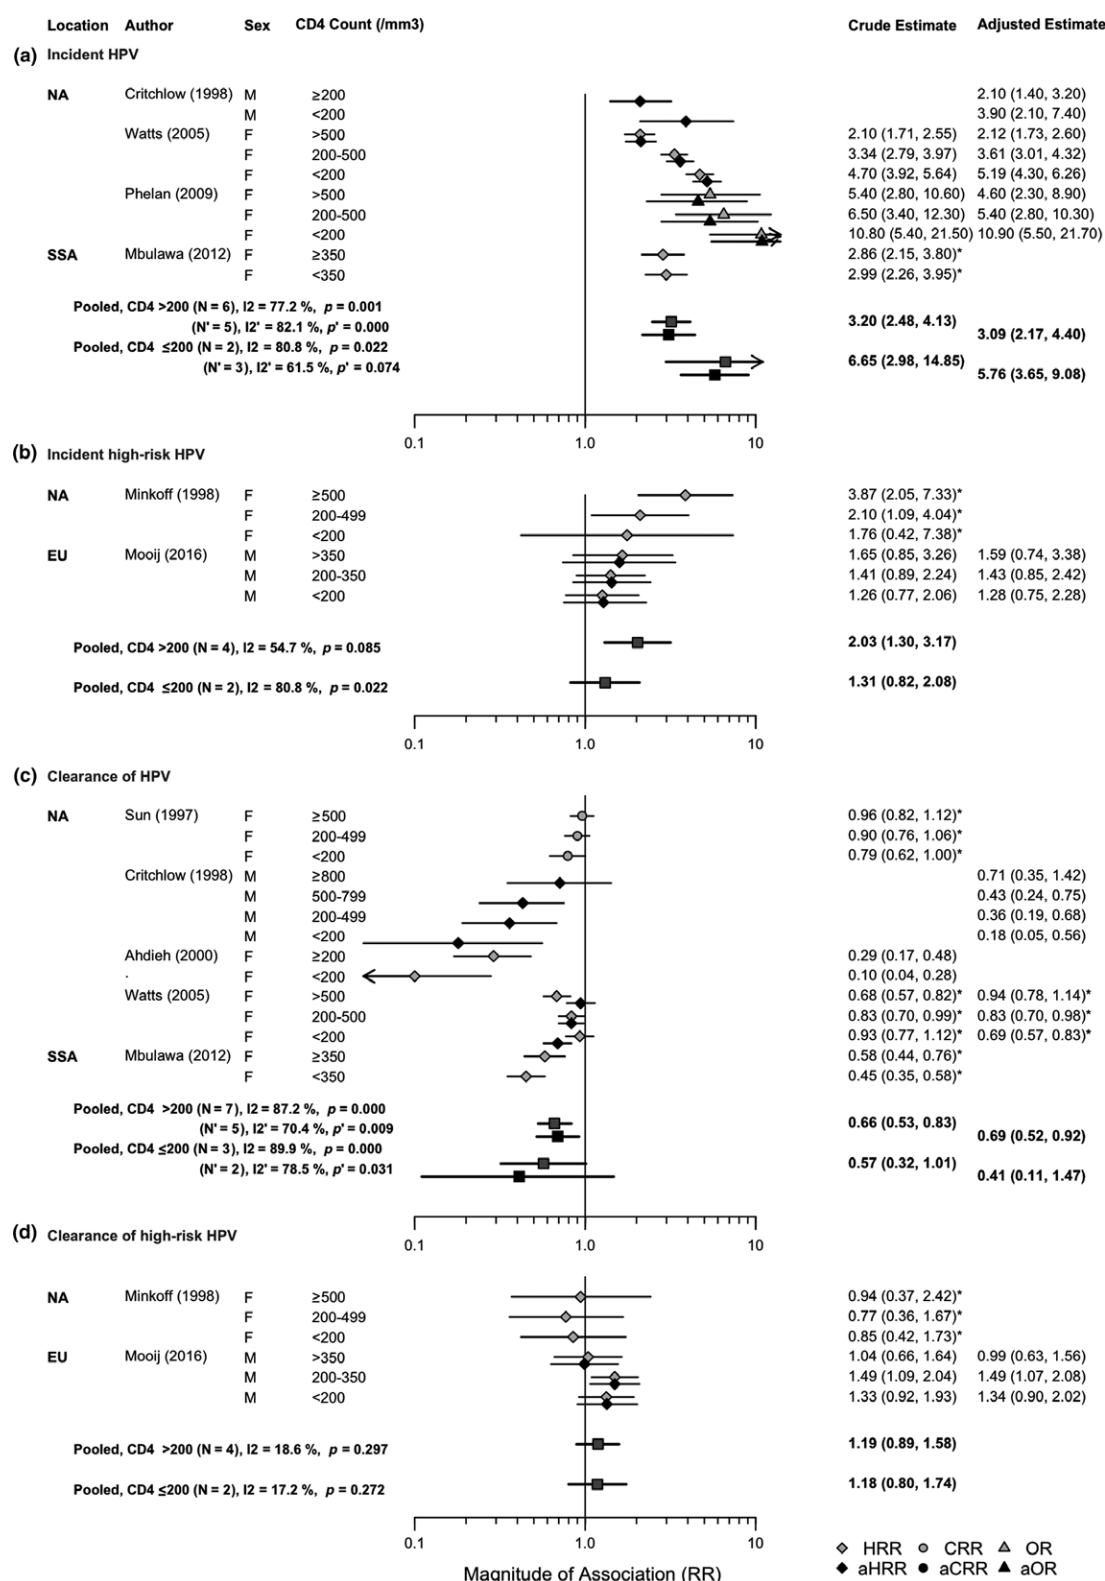 Location Author Sex CD4 Count (/mm3) Crude Estimate Adjusted Estimate
(a) Incident HPV
NA Critchlow (1998) M ≥200 2.10 (1.40, 3.20)
M <200 3.90 (2.10, 7.40)
Watts (2005) F >500 2.10 (1.71, 2.55) 2.12 (1.73, 2.60)
F 200-500 3.34 (2.79, 3.97) 3.61 (3.01, 4.32)
F <200 4.70 (3.92, 5.64) 5.19 (4.30, 6.26)
Phelan (2009) F >500 5.40 (2.80, 10.60) 4.60 (2.30, 8.90)
F 200-500 6.50 (3.40, 12.30) 5.40 (2.80, 10.30)
F <200 10.80 (5.40, 21.50) 10.90 (5.50, 21.70)
SSA Mbulawa (2012) F ≥350 2.86 (2.15, 3.80)*
F <350 2.99 (2.26, 3.95)*
Pooled, CD4 >200 (N = 6), I2 = 77.2 %, p = 0.001 3.20 (2.48, 4.13)
(N' = 5), I2' = 82.1 %, p' = 0.000 3.09 (2.17, 4.40)
Pooled, CD4 ≤200 (N = 2), I2 = 80.8 %, p = 0.022 6.65 (2.98, 14.85)
(N' = 3), I2' = 61.5 %, p' = 0.074 5.76 (3.65, 9.08)
0.1 1.0 10
(b) Incident high-risk HPV
NA Minkoff (1998) F ≥500 3.87 (2.05, 7.33)*
F 200-499 2.10 (1.09, 4.04)*
F <200 1.76 (0.42, 7.38)*
EU Mooij (2016) M >350 1.65 (0.85, 3.26) 1.59 (0.74, 3.38)
M 200-350 1.41 (0.89, 2.24) 1.43 (0.85, 2.42)
M <200 1.26 (0.77, 2.06) 1.28 (0.75, 2.28)
Pooled, CD4 >200 (N = 4), I2 = 54.7 %, p = 0.085 2.03 (1.30, 3.17)
Pooled, CD4 ≤200 (N = 2), I2 = 80.8 %, p = 0.022 1.31 (0.82, 2.08)
0.1 1.0 10
(c) Clearance of HPV
NA Sun (1997) F ≥500 0.96 (0.82, 1.12)*
F 200-499 0.90 (0.76, 1.06)*
F <200 0.79 (0.62, 1.00)*
Critchlow (1998) M ≥800 0.71 (0.35, 1.42)
M 500-799 0.43 (0.24, 0.75)
M 200-499 0.36 (0.19, 0.68)
M <200 0.18 (0.05, 0.56)
Ahdieh (2000) F ≥200 0.29 (0.17, 0.48)
. F <200 0.10 (0.04, 0.28)
Watts (2005) F >500 0.68 (0.57, 0.82)* 0.94 (0.78, 1.14)*
F 200-500 0.83 (0.70, 0.99)* 0.83 (0.70, 0.98)*
F <200 0.93 (0.77, 1.12)* 0.69 (0.57, 0.83)*
SSA Mbulawa (2012) F ≥350 0.58 (0.44, 0.76)*
F <350 0.45 (0.35, 0.58)*
Pooled, CD4 >200 (N = 7), I2 = 87.2 %, p = 0.000 0.66 (0.53, 0.83)
(N' = 5), I2' = 70.4 %, p' = 0.009 0.69 (0.52, 0.92)
Pooled, CD4 ≤200 (N = 3), I2 = 89.9 %, p = 0.000 0.57 (0.32, 1.01)
(N' = 2), I2' = 78.5 %, p' = 0.031 0.41 (0.11, 1.47)
0.1 1.0 10
(d) Clearance of high-risk HPV
NA Minkoff (1998) F ≥500 0.94 (0.37, 2.42)*
F 200-499 0.77 (0.36, 1.67)*
F <200 0.85 (0.42, 1.73)*
EU Mooij (2016) M >350 1.04 (0.66, 1.64) 0.99 (0.63, 1.56)
M 200-350 1.49 (1.09, 2.04) 1.49 (1.07, 2.08)
M <200 1.33 (0.92, 1.93) 1.34 (0.90, 2.02)
Pooled, CD4 >200 (N = 4), I2 = 18.6 %, p = 0.297 1.19 (0.89, 1.58)
Pooled, CD4 ≤200 (N = 2), I2 = 17.2 %, p = 0.272 1.18 (0.80, 1.74)
0.1 1.0 10
Magnitude of Association (RR)
HRR CRR OR
aHRR aCRR aOR